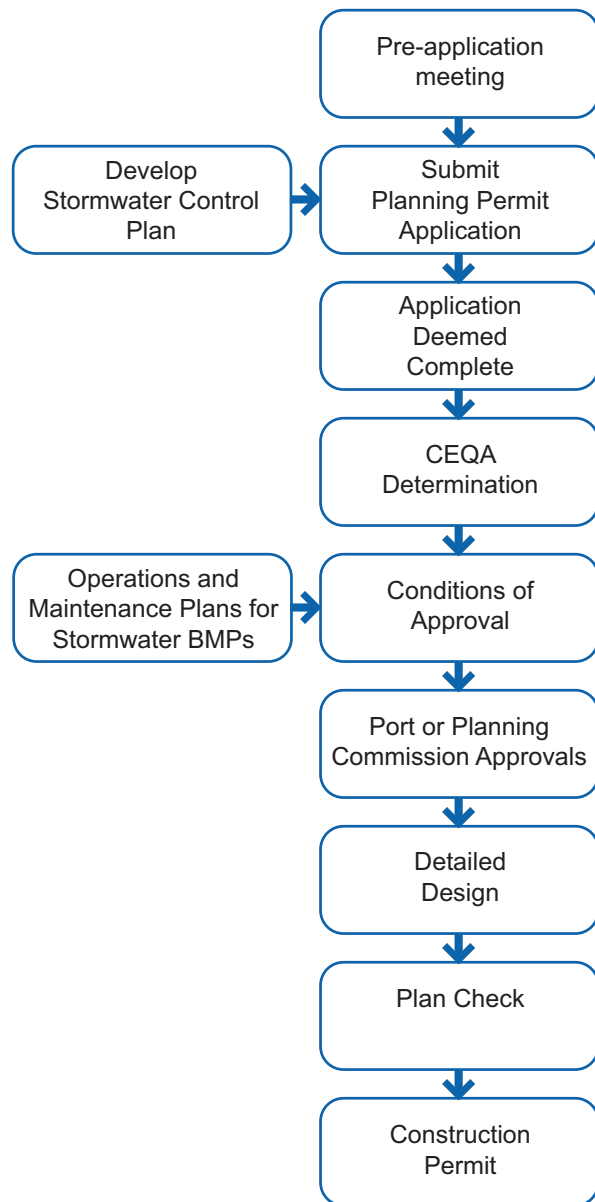 Pre-application
meeting
Develop
Stormwater Control
Plan
Submit
Planning Permit
Application
Application
Deemed
Complete
CEQA
Determination
Operations and
Maintenance Plans for
Stormwater BMPs
Conditions of
Approval
Port or Planning
Commission Approvals
Detailed
Design
Plan Check
Construction
Permit